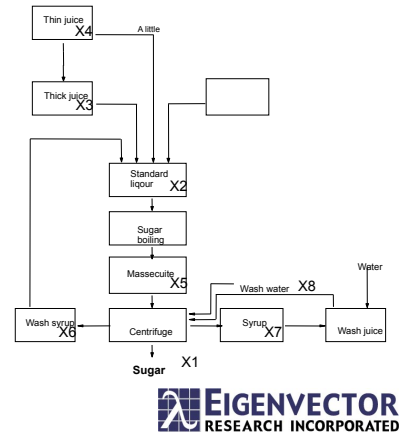 Thin juice
X4
A little
Thick juice
X3
Standard
liqour
X2
Sugar
boiling
Massecuite
X5
Water
Wash water X8
Wash syrup
X6
Centrifuge
Syrup
X7
Wash juice
Sugar
X1
EIGENVECTOR
RESEARCH INCORPORATED